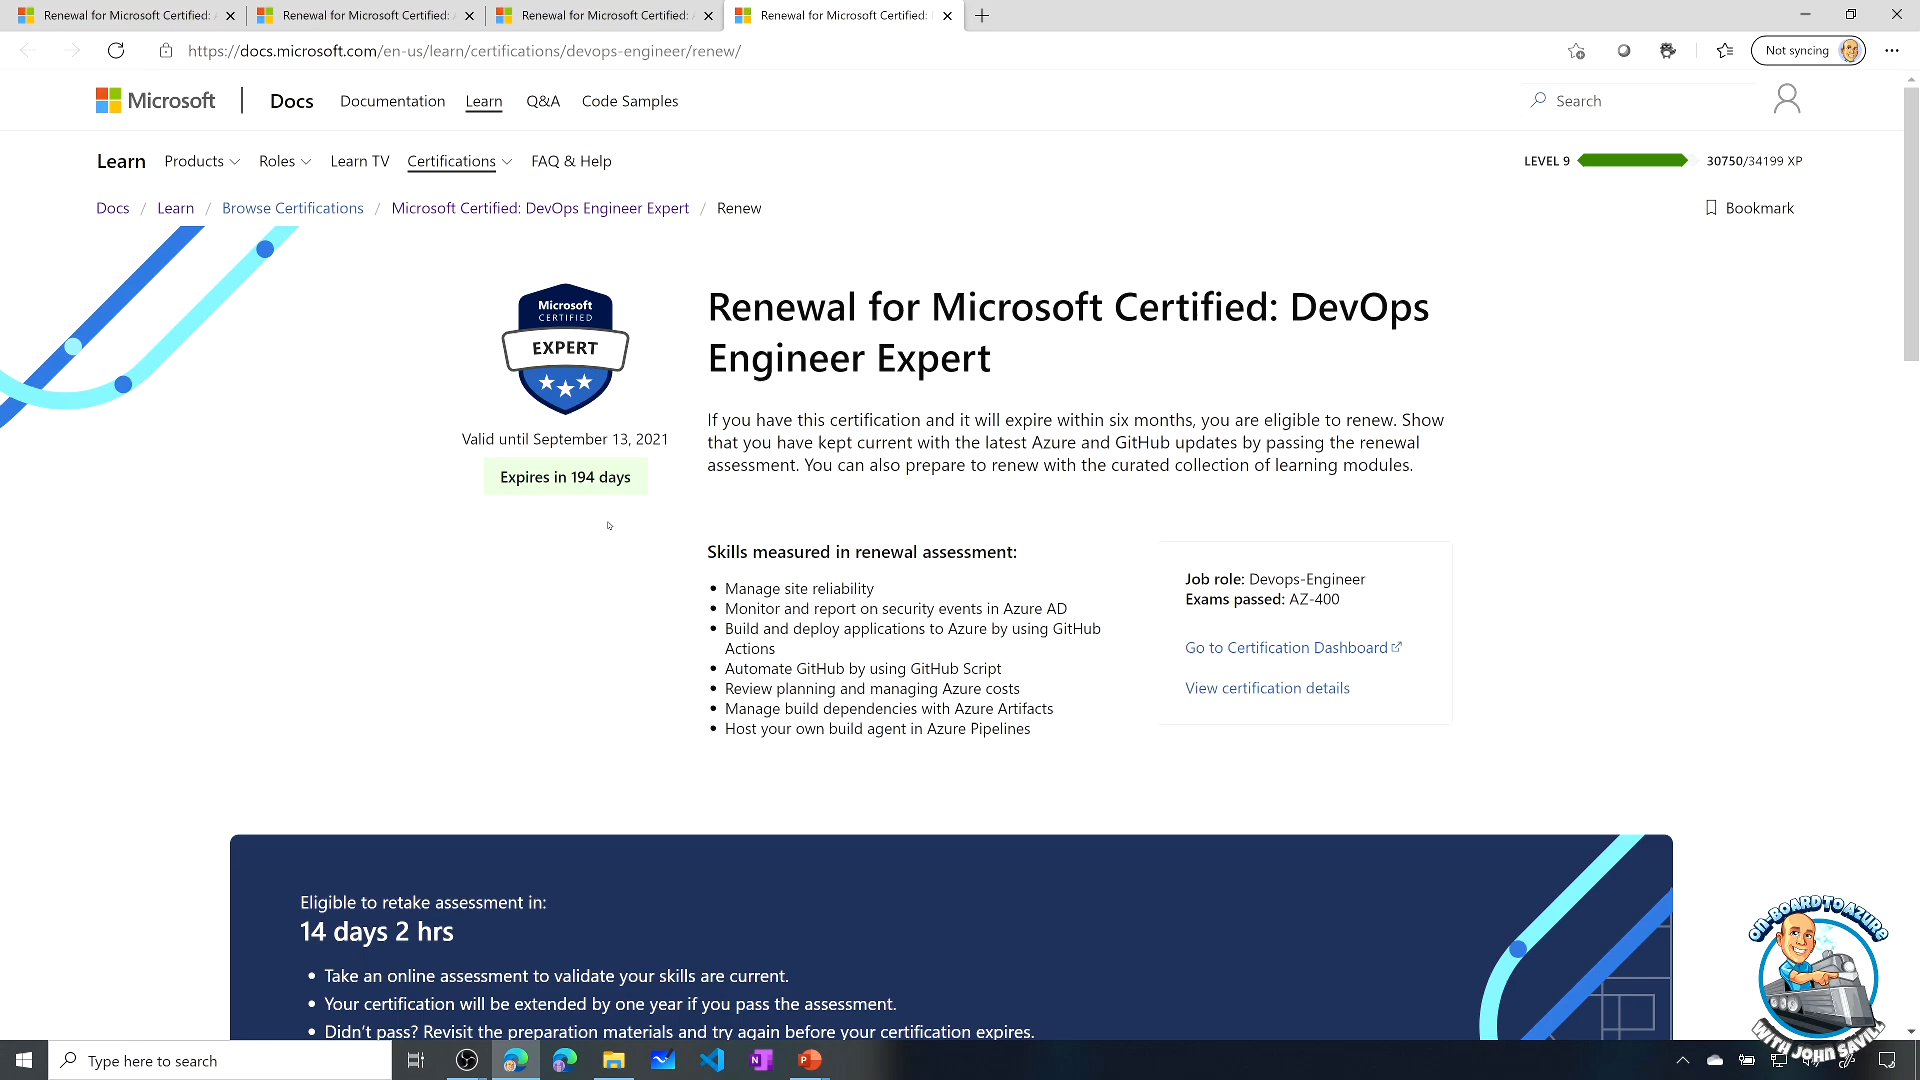 Renewal for Microsoft Certified:
Renewal for Microsoft Certified:
Renewal for Microsoft Certified:
Renewal for Microsoft Certified:
https://docs.microsoft.com/en-us/learn/certifications/devops-engineer/renew/
Not syncing
Microsoft
Docs
Documentation
Learn
Q&A
Code Samples
Search
Learn
Products
Roles
Learn TV
Certifications
FAQ & Help
LEVEL 9
30750/34199 XP
Docs / Learn / Browse Certifications / Microsoft Certified: DevOps Engineer Expert / Renew
Bookmark
Microsoft
CERTIFIED
EXPERT
Valid until September 13, 2021
Expires in 194 days
Renewal for Microsoft Certified: DevOps
Engineer Expert
If you have this certification and it will expire within six months, you are eligible to renew. Show
that you have kept current with the latest Azure and GitHub updates by passing the renewal
assessment. You can also prepare to renew with the curated collection of learning modules.
Skills measured in renewal assessment:
• Manage site reliability
• Monitor and report on security events in Azure AD
• Build and deploy applications to Azure by using GitHub
Actions
• Automate GitHub by using GitHub Script
• Review planning and managing Azure costs
• Manage build dependencies with Azure Artifacts
• Host your own build agent in Azure Pipelines
Job role: Devops-Engineer
Exams passed: AZ-400
Go to Certification Dashboard
View certification details
Eligible to retake assessment in:
14 days 2 hrs
• Take an online assessment to validate your skills are current.
• Your certification will be extended by one year if you pass the assessment.
• Didn't pass? Revisit the preparation materials and try again before your certification expires.
ON-BOARD TO AZURE
WITH JOHN SAVILL
Type here to search